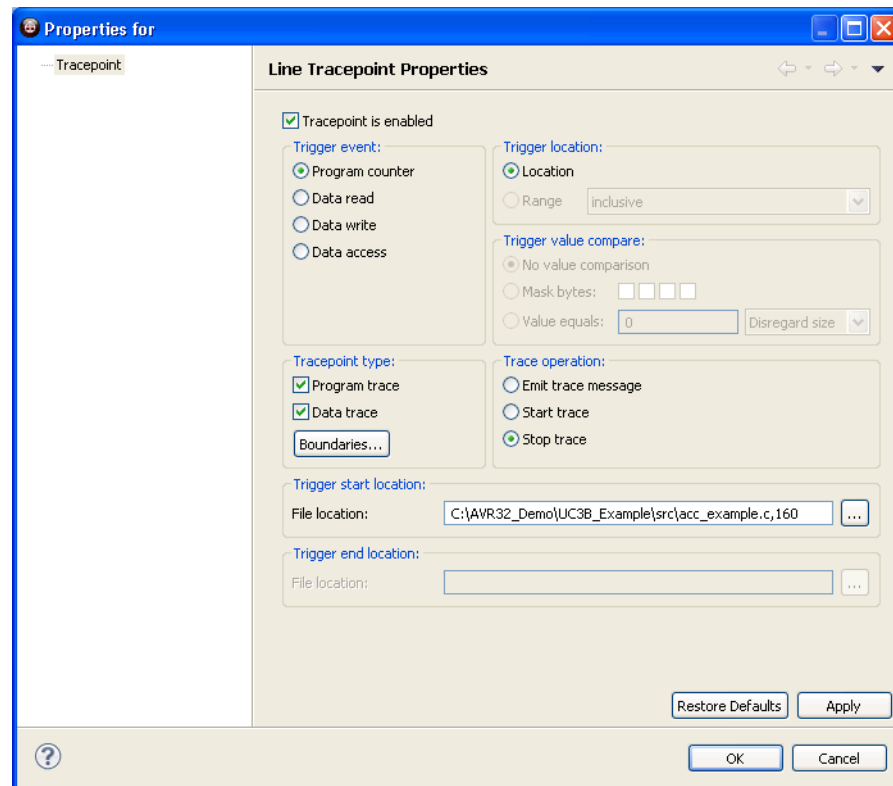 Properties for
Tracepoint
Line Tracepoint Properties
Tracepoint is enabled
Trigger event:
Program counter
Data read
Data write
Data access
Trigger location:
Location
Range inclusive
Trigger value compare:
No value comparison
Mask bytes:
Value equals: 0 Disregard size
Tracepoint type:
Program trace
Data trace
Boundaries...
Trace operation:
Emit trace message
Start trace
Stop trace
Trigger start location:
File location: C:\AVR32_Demo\UC3B_Example\src\acc_example.c,160 ...
Trigger end location:
File location: ...
Restore Defaults Apply
? OK Cancel